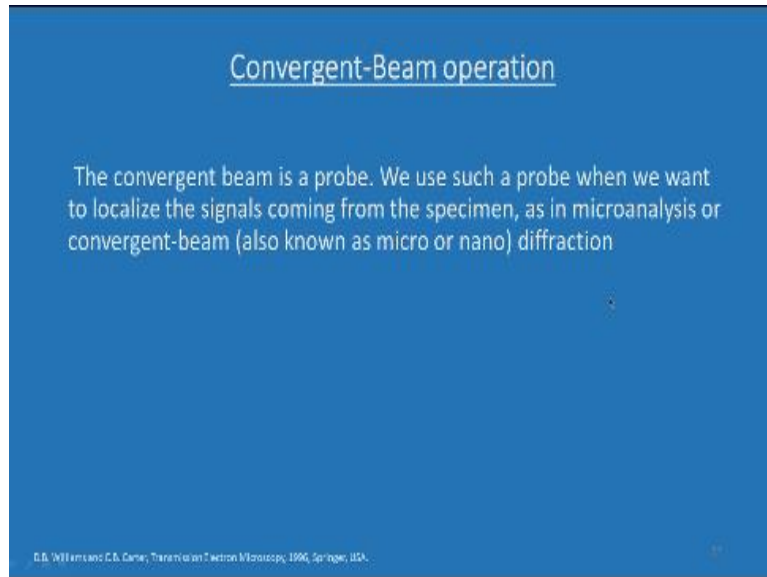 Convergent-Beam operation
The convergent beam is a probe. We use such a probe when we want
to localize the signals coming from the specimen, as in microanalysis or
convergent-beam (also known as micro or nano) diffraction
D.B. Williams and C.B. Carter, Transmission Electron Microscopy, 1996, Springer, USA.